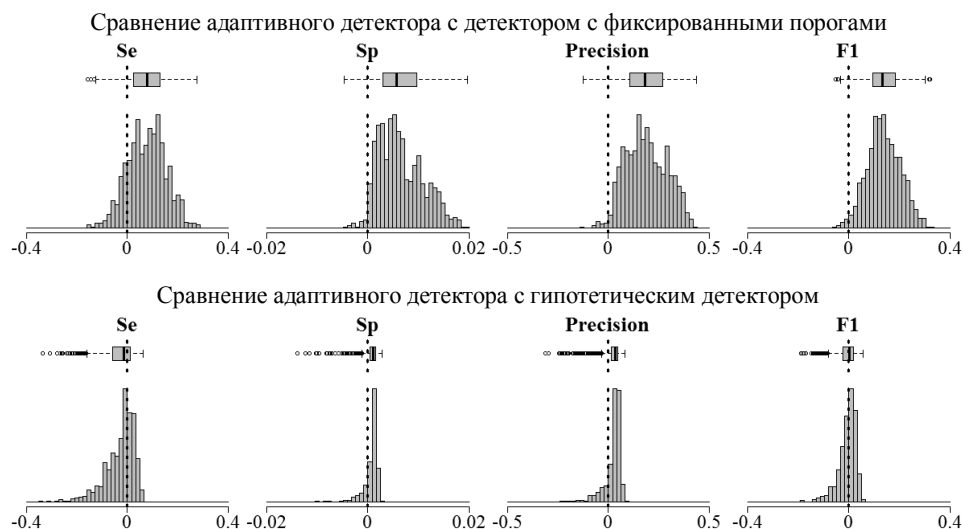 Сравнение адаптивного детектора с детектором с фиксированными порогами
Se Sp Precision F1
-0.4 0 0.4 -0.02 0 0.02 -0.5 0 0.5 -0.4 0 0.4
Сравнение адаптивного детектора с гипотетическим детектором
Se Sp Precision F1
-0.4 0 0.4 -0.02 0 0.02 -0.5 0 0.5 -0.4 0 0.4